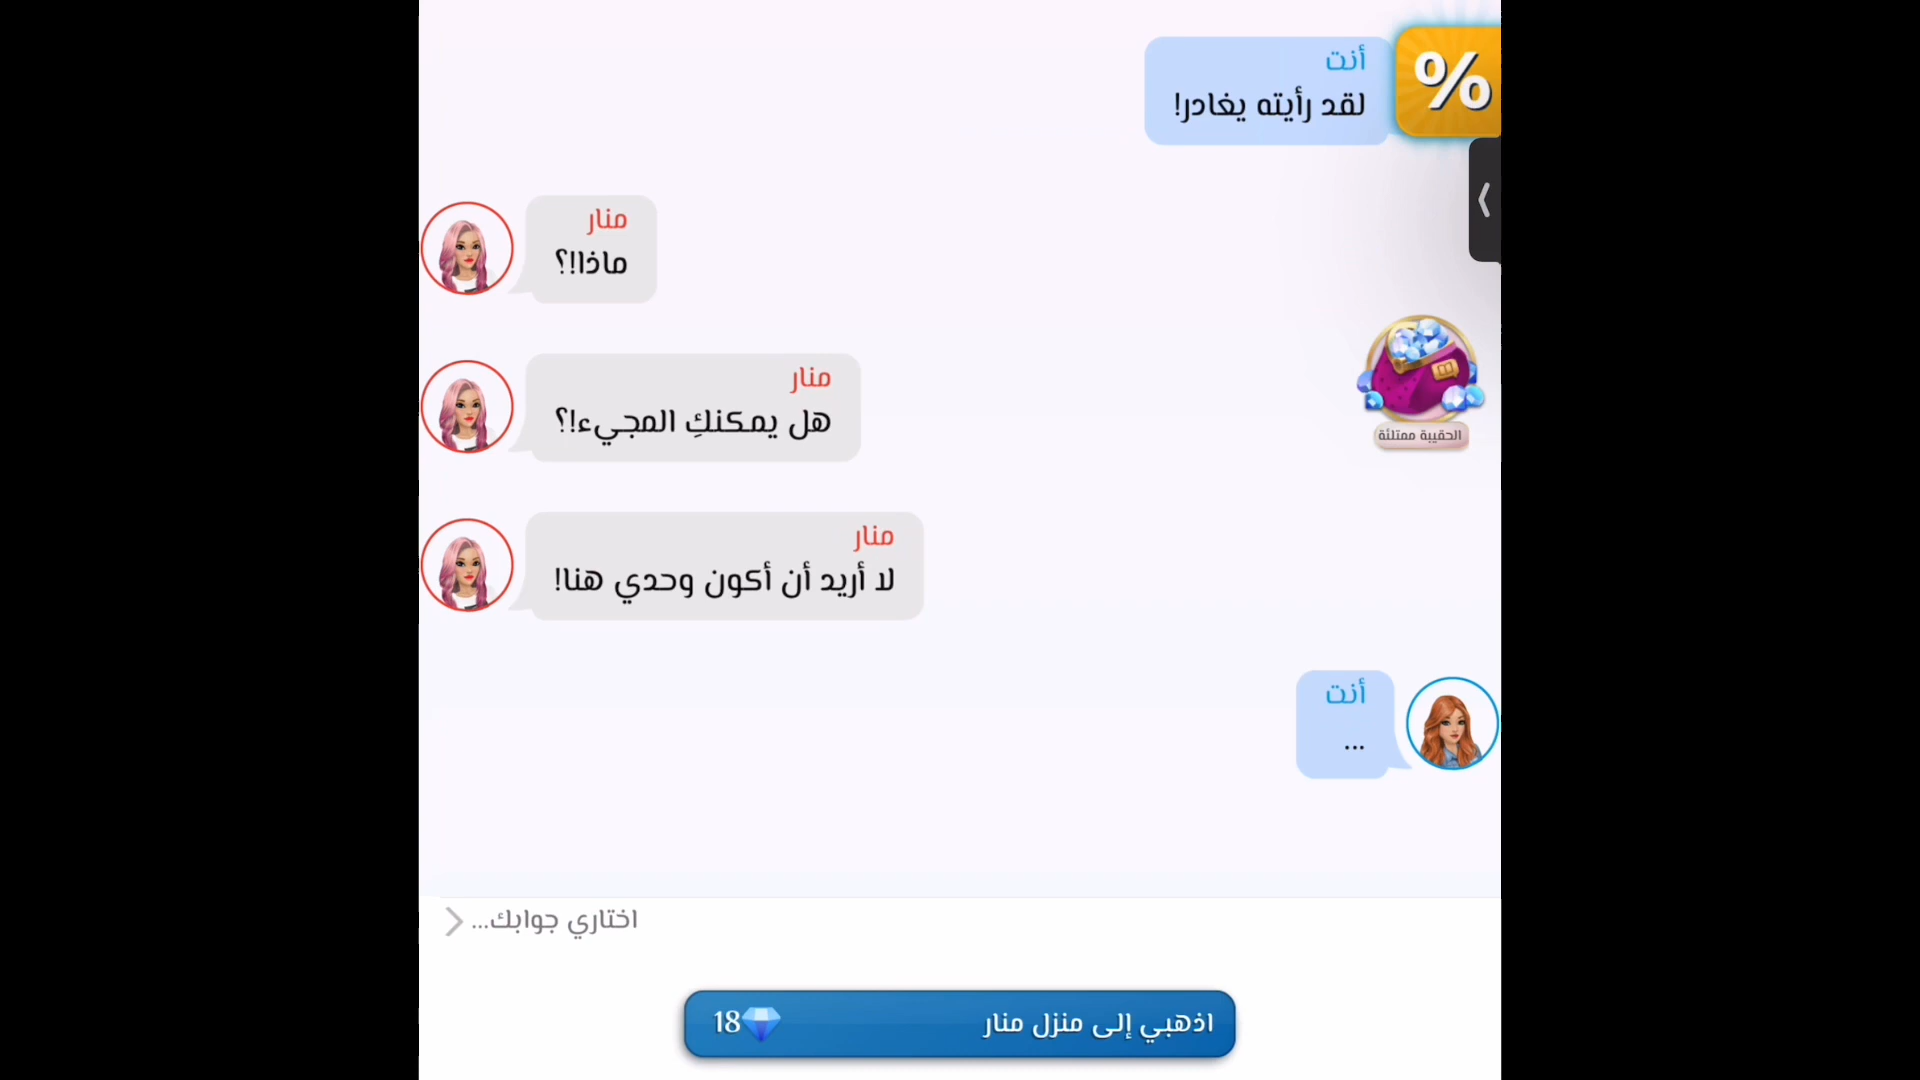 %
أنت
لقد رأيته يغادر!
منار
ماذا!؟
منار
هل يمكنكِ المجيء!؟
الحقيبة ممتلئة
منار
لا أريد أن أكون وحدي هنا!
أنت
...
اختاري جوابك...
اذهبي إلى منزل منار
18